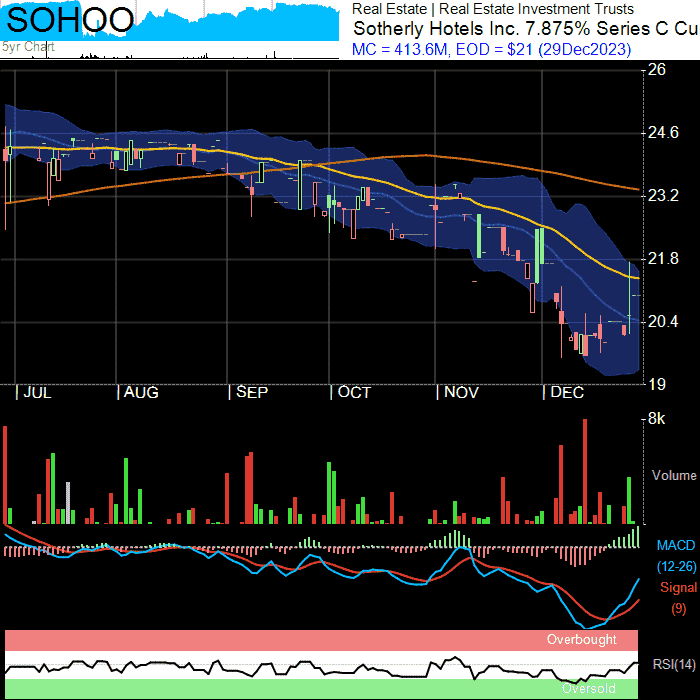 SOHOO
5yr Chart
Real Estate | Real Estate Investment Trusts
Sotherly Hotels Inc. 7.875% Series C Cu
MC = 413.6M, EOD = $21 (29Dec2023)
26
24.6
23.2
21.8
20.4
19
| JUL | AUG | SEP | OCT | NOV | DEC
8k
Volume
MACD
(12-26)
Signal
(9)
Overbought
RSI(14)
Oversold